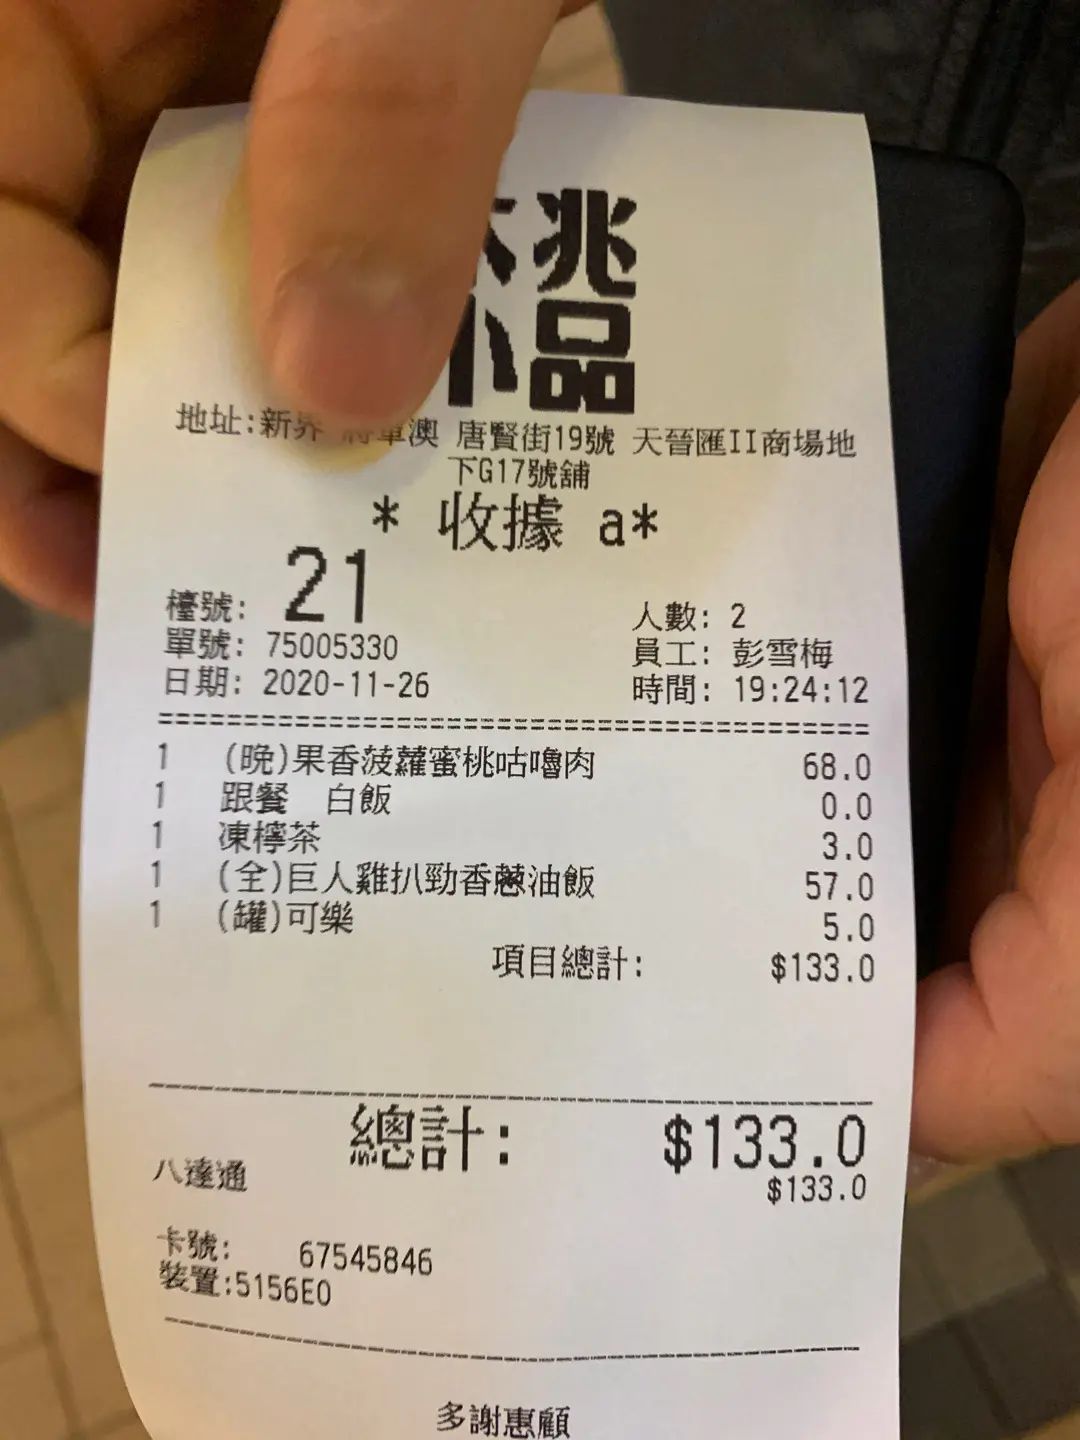 兆
品
地址:新界 將軍澳 唐賢街19號 天晉匯II商場地
下G17號舖
* 收據 a*
檯號: 21
人數: 2
單號: 75005330
員工: 彭雪梅
日期: 2020-11-26
時間: 19:24:12
1 (晚)果香菠蘿蜜桃咕嚕肉 68.0
1 跟餐 白飯 0.0
1 凍檸茶 3.0
1 (全)巨人雞扒勁香蔥油飯 57.0
1 (罐)可樂 5.0
項目總計: $133.0
總計: $133.0
八達通 $133.0
卡號: 67545846
裝置:5156E0
多謝惠顧